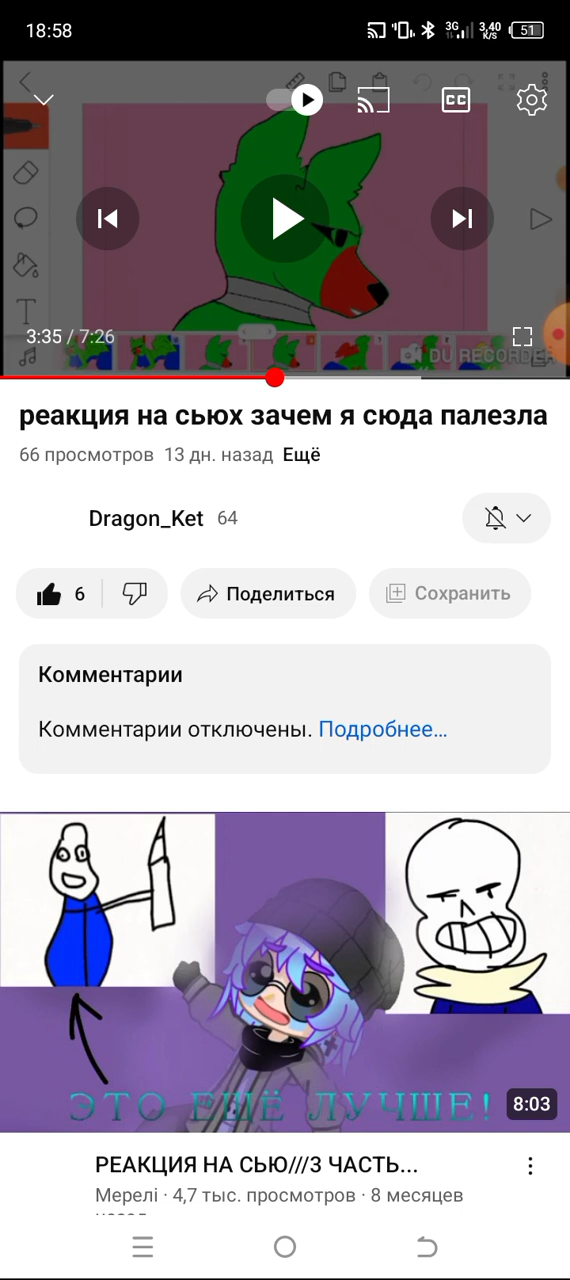 18:58
3G
3,40
K/S
51
CC
T
3:35 / 7:26
DU RECORDER
реакция на сьюх зачем я сюда палезла
66 просмотров 13 дн. назад Ещё
Dragon_Ket 64
6
Поделиться
Сохранить
Комментарии
Комментарии отключены. Подробнее...
ЭТО ЕЩЁ ЛУЧШЕ!
8:03
РЕАКЦИЯ НА СЬЮ///3 ЧАСТЬ...
Мерелі · 4,7 тыс. просмотров · 8 месяцев